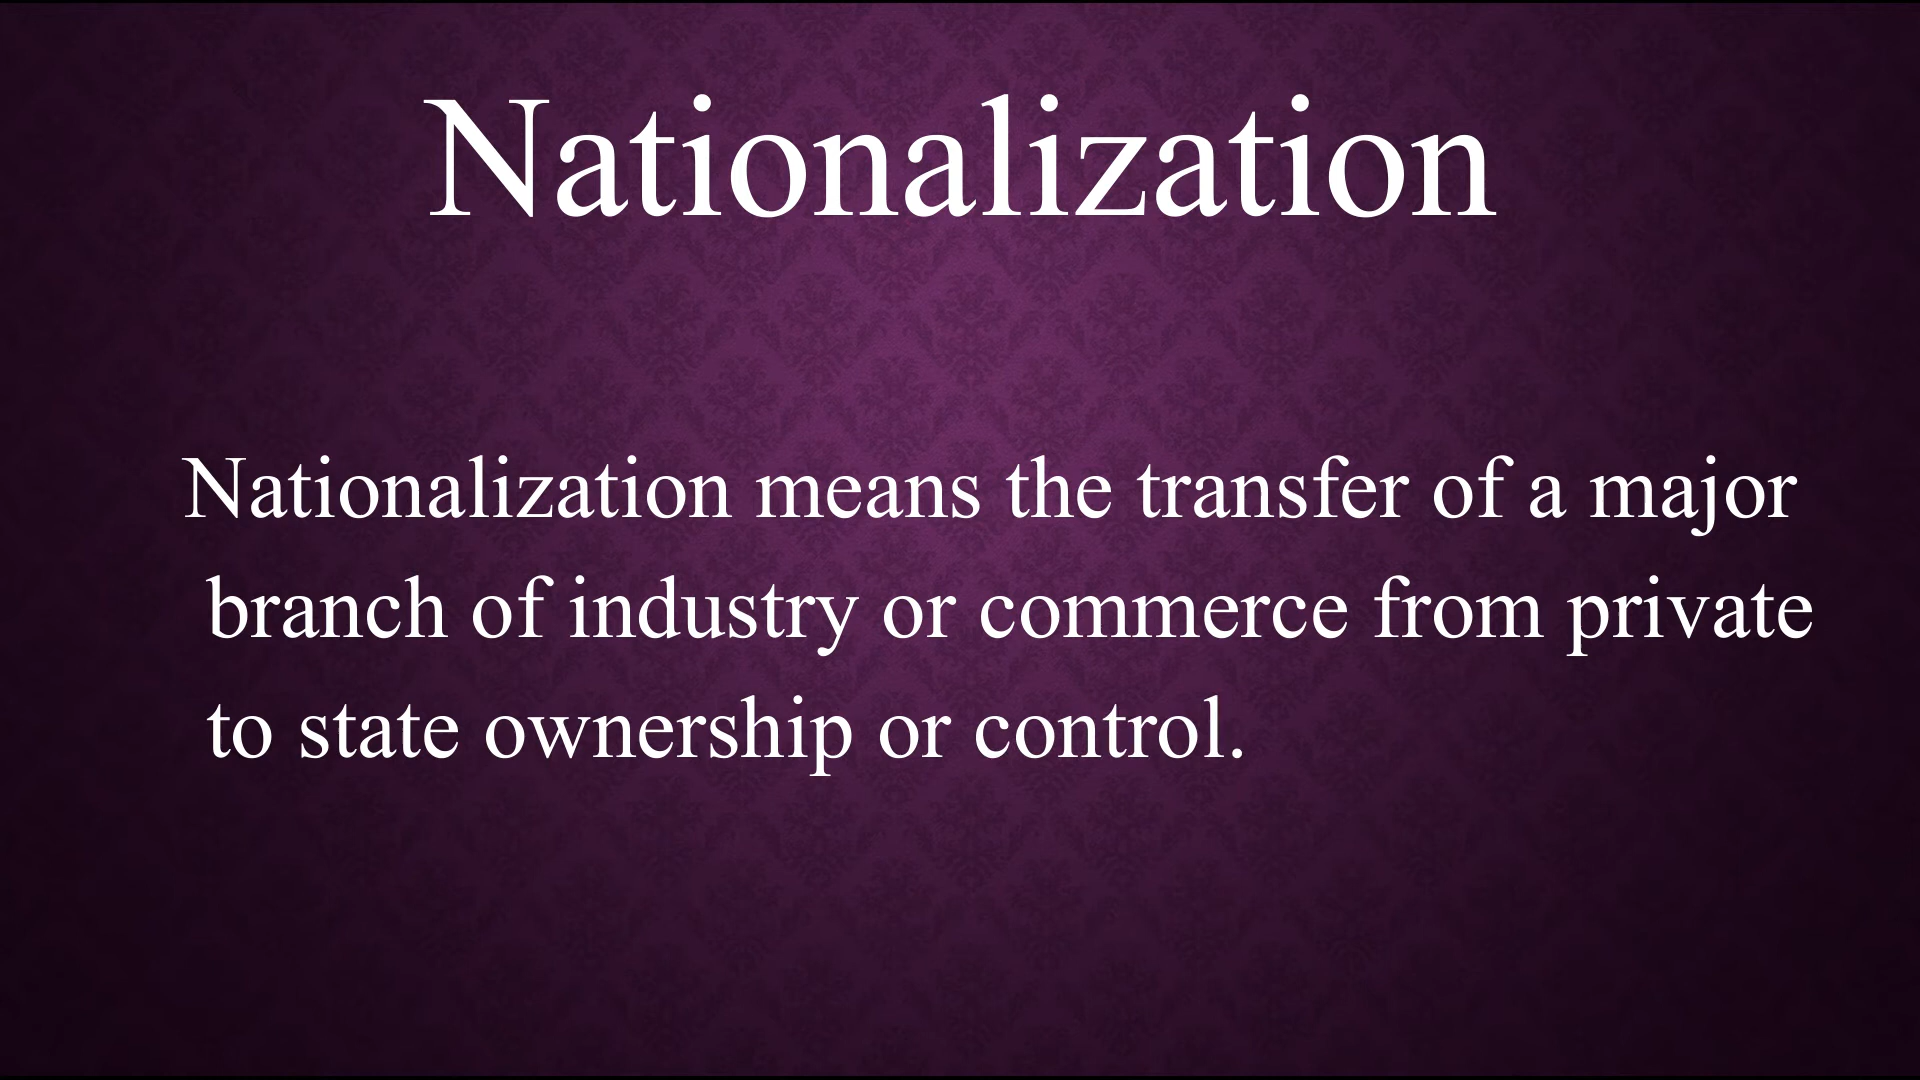 Nationalization
Nationalization means the transfer of a major
branch of industry or commerce from private
to state ownership or control.